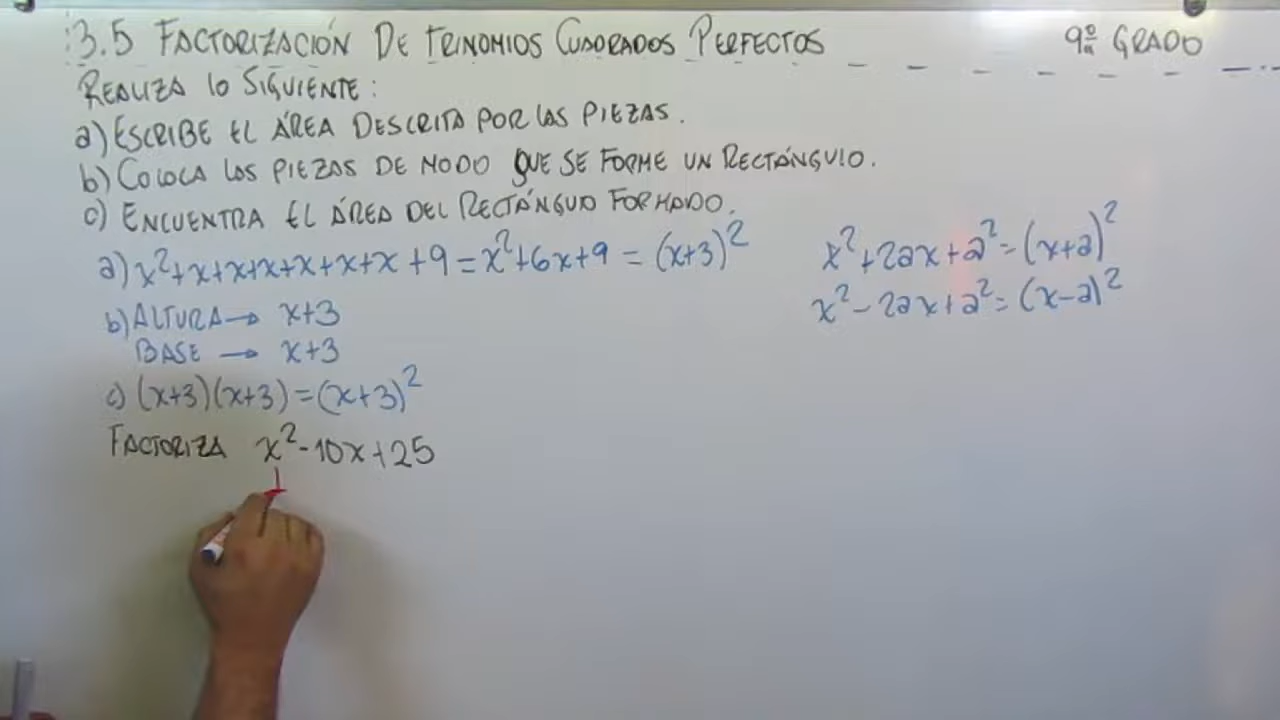 3.5 FACTORIZACIÓN DE TRINOMIOS CUADRADOS PERFECTOS 9º GRADO
REALIZA LO SIGUIENTE:
a) ESCRIBE EL ÁREA DESCRITA POR LAS PIEZAS.
b) COLOCA LAS PIEZAS DE MODO QUE SE FORME UN RECTÁNGULO.
c) ENCUENTRA EL ÁREA DEL RECTÁNGULO FORMADO.
a) x²+x+x+x+x+x+x+9=x²+6x+9=(x+3)²
b) ALTURA→ x+3
BASE → x+3
c) (x+3)(x+3)=(x+3)²
FACTORIZA x²-10x+25
x²+2ax+a²=(x+a)²
x²-2ax+a²=(x-a)²